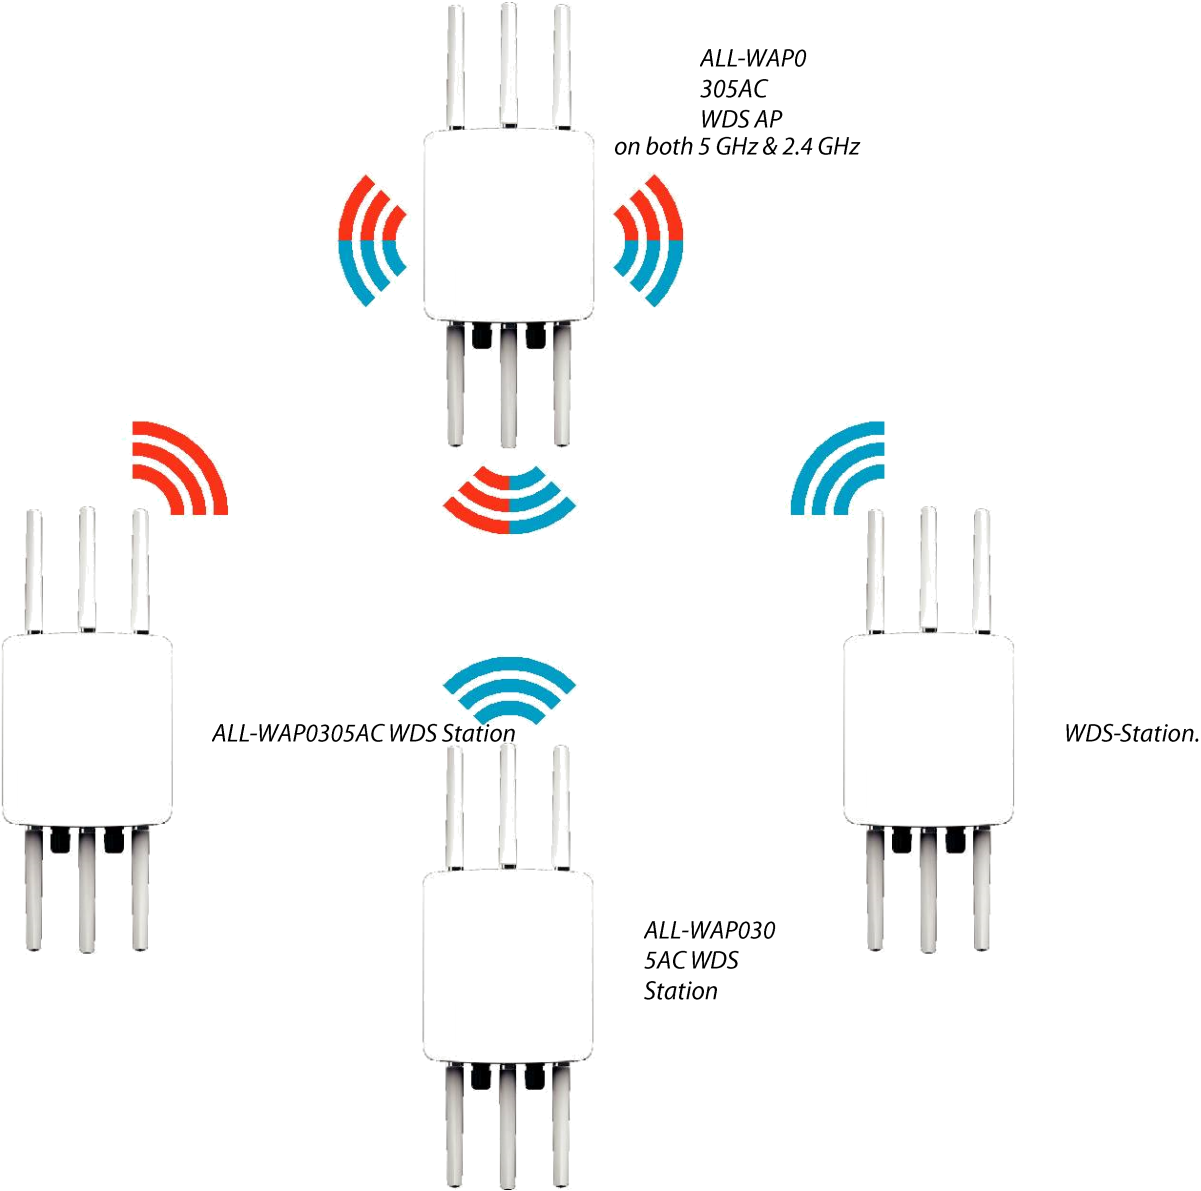 ALL-WAP0
305AC
WDS AP
on both 5 GHz & 2.4 GHz
ALL-WAP0305AC WDS Station
WDS-Station.
ALL-WAP030
5AC WDS
Station